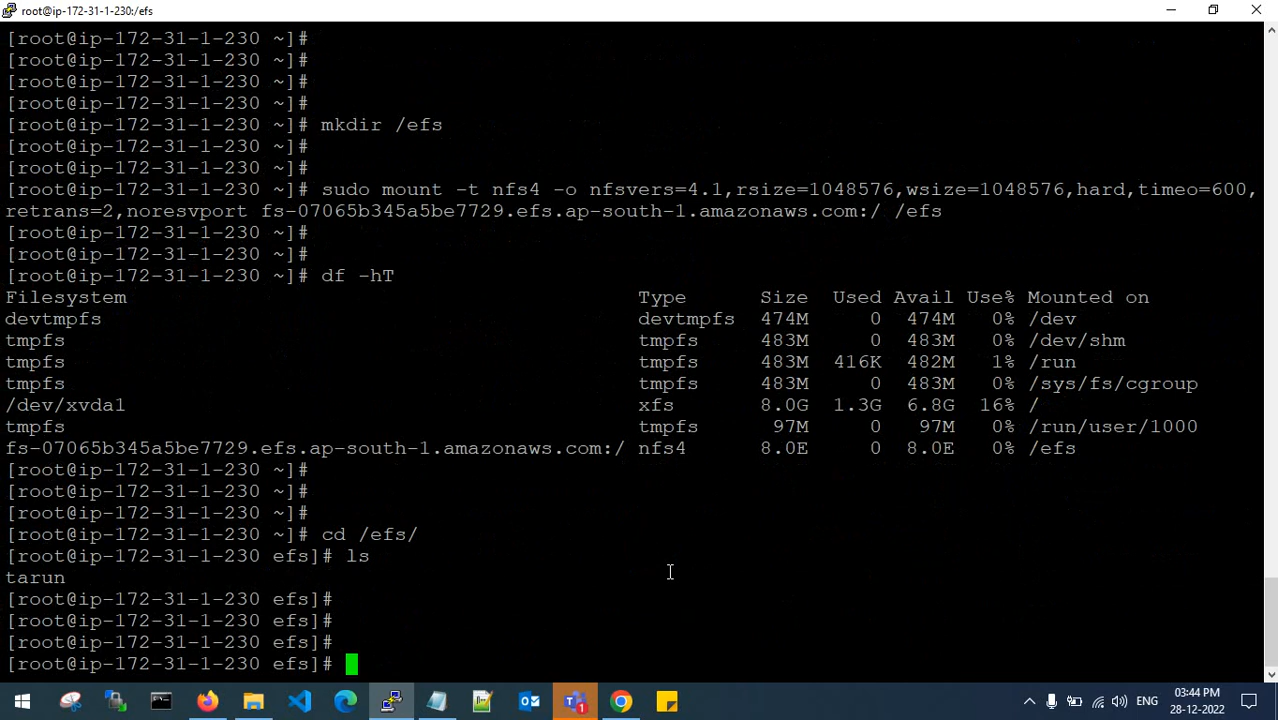 root@ip-172-31-1-230:/efs
[root@ip-172-31-1-230 ~]#
[root@ip-172-31-1-230 ~]#
[root@ip-172-31-1-230 ~]#
[root@ip-172-31-1-230 ~]#
[root@ip-172-31-1-230 ~]# mkdir /efs
[root@ip-172-31-1-230 ~]#
[root@ip-172-31-1-230 ~]#
[root@ip-172-31-1-230 ~]# sudo mount -t nfs4 -o nfsvers=4.1,rsize=1048576,wsize=1048576,hard,timeo=600,
retrans=2,noresvport fs-07065b345a5be7729.efs.ap-south-1.amazonaws.com:/ /efs
[root@ip-172-31-1-230 ~]#
[root@ip-172-31-1-230 ~]#
[root@ip-172-31-1-230 ~]# df -hT
Filesystem Type Size Used Avail Use% Mounted on
devtmpfs devtmpfs 474M 0 474M 0% /dev
tmpfs tmpfs 483M 0 483M 0% /dev/shm
tmpfs tmpfs 483M 416K 482M 1% /run
tmpfs tmpfs 483M 0 483M 0% /sys/fs/cgroup
/dev/xvda1 xfs 8.0G 1.3G 6.8G 16% /
tmpfs tmpfs 97M 0 97M 0% /run/user/1000
fs-07065b345a5be7729.efs.ap-south-1.amazonaws.com:/ nfs4 8.0E 0 8.0E 0% /efs
[root@ip-172-31-1-230 ~]#
[root@ip-172-31-1-230 ~]#
[root@ip-172-31-1-230 ~]#
[root@ip-172-31-1-230 ~]# cd /efs/
[root@ip-172-31-1-230 efs]# ls
tarun
[root@ip-172-31-1-230 efs]#
[root@ip-172-31-1-230 efs]#
[root@ip-172-31-1-230 efs]#
[root@ip-172-31-1-230 efs]#
ENG
03:44 PM
28-12-2022